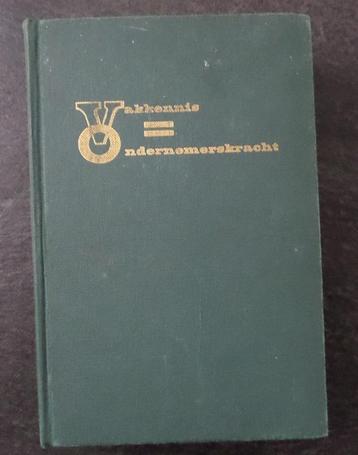 Vakkennis
=
Ondernemerskracht